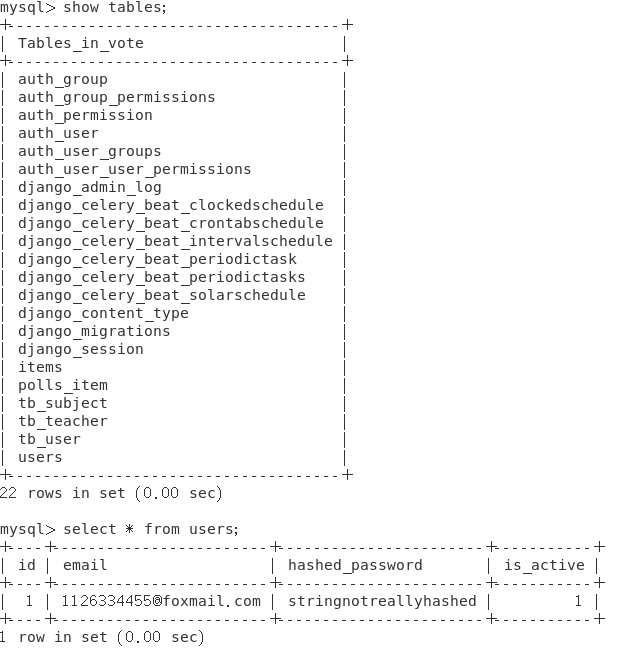 mysql> show tables;
+-------------------------------------+
| Tables_in_vote                      |
+-------------------------------------+
| auth_group                          |
| auth_group_permissions              |
| auth_permission                     |
| auth_user                           |
| auth_user_groups                    |
| auth_user_user_permissions          |
| django_admin_log                    |
| django_celery_beat_clockedschedule  |
| django_celery_beat_crontabschedule  |
| django_celery_beat_intervalschedule |
| django_celery_beat_periodictask     |
| django_celery_beat_periodictasks    |
| django_celery_beat_solarschedule    |
| django_content_type                 |
| django_migrations                   |
| django_session                      |
| items                               |
| polls_item                          |
| tb_subject                          |
| tb_teacher                          |
| tb_user                             |
| users                               |
+-------------------------------------+
22 rows in set (0.00 sec)
mysql> select * from users;
+----+------------------------+-----------------------+-----------+
| id | email                  | hashed_password       | is_active |
+----+------------------------+-----------------------+-----------+
|  1 | 1126334455@foxmail.com | stringnotreallyhashed |         1 |
+----+------------------------+-----------------------+-----------+
1 row in set (0.00 sec)